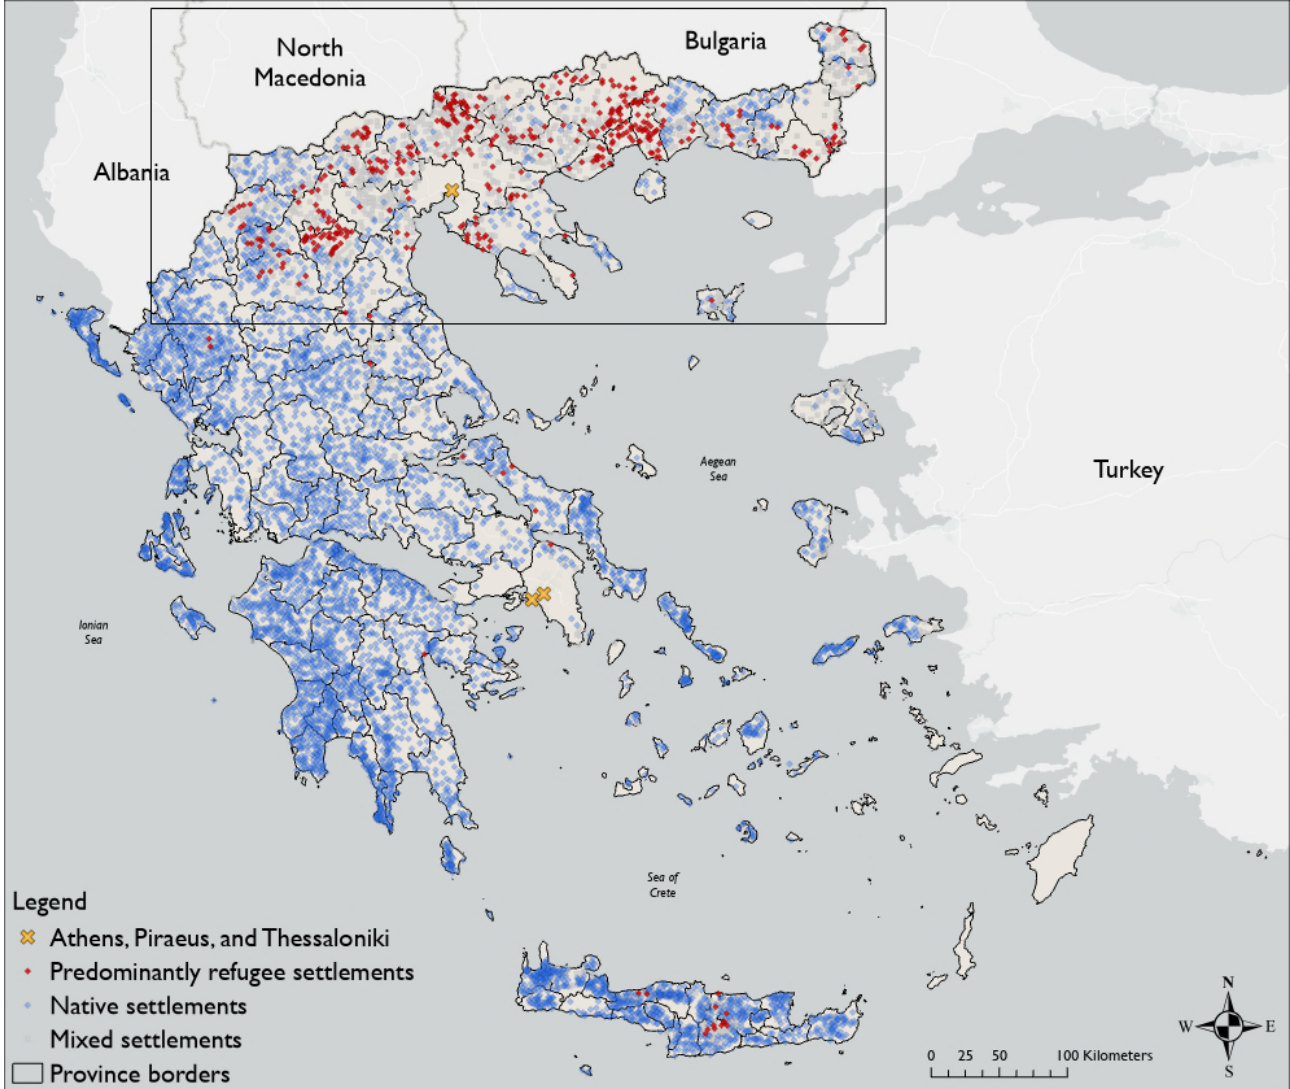 North
Macedonia
Bulgaria
Albania
Aegean
Sea
Turkey
Ionian
Sea
Sea of
Crete
Legend
Athens, Piraeus, and Thessaloniki
Predominantly refugee settlements
Native settlements
Mixed settlements
Province borders
0 25 50 100 Kilometers
N
W E
S